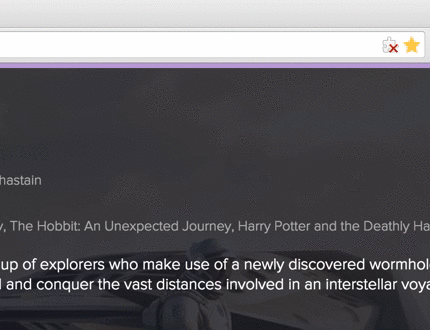 hastain
, The Hobbit: An Unexpected Journey, Harry Potter and the Deathly Ha
up of explorers who make use of a newly discovered wormhol
and conquer the vast distances involved in an interstellar voya